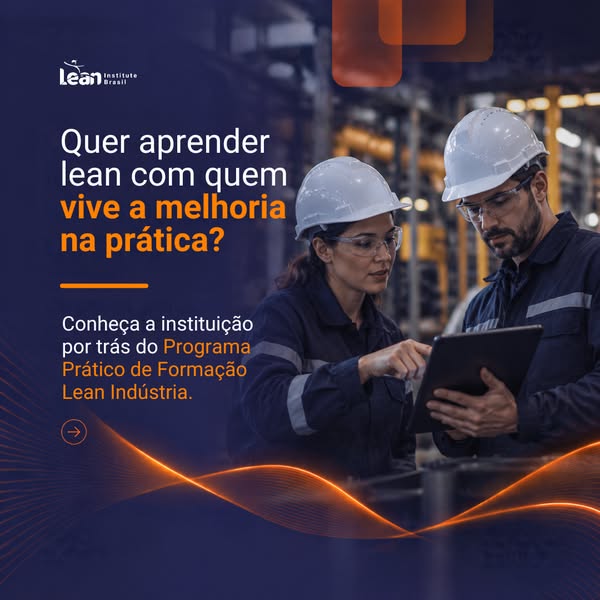 Lean Institute
Brasil
Quer aprender
lean com quem
vive a melhoria
na prática?
Conheça a instituição
por trás do Programa
Prático de Formação
Lean Indústria.